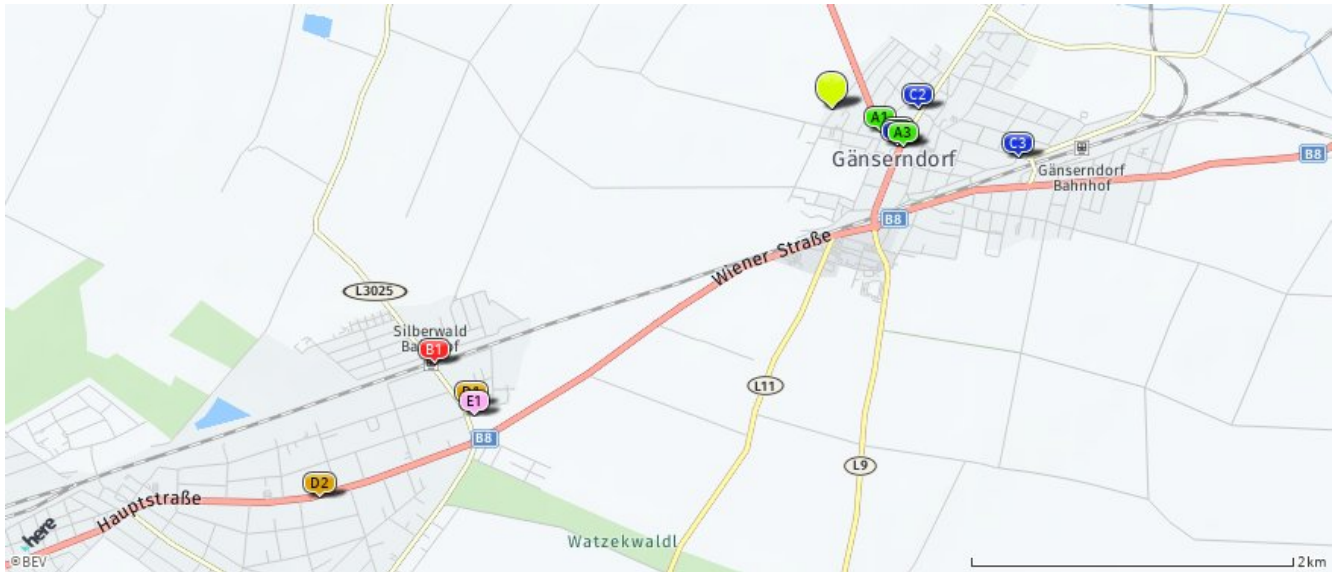 C2
A1
A3
C3
Gänserndorf
B8
Gänserndorf
Bahnhof
B8
Wiener Straße
L3025
Silberwald
B1
L11
E1
B8
L9
D2
Hauptstraße
here
Watzekwaldl
©BEV
2km